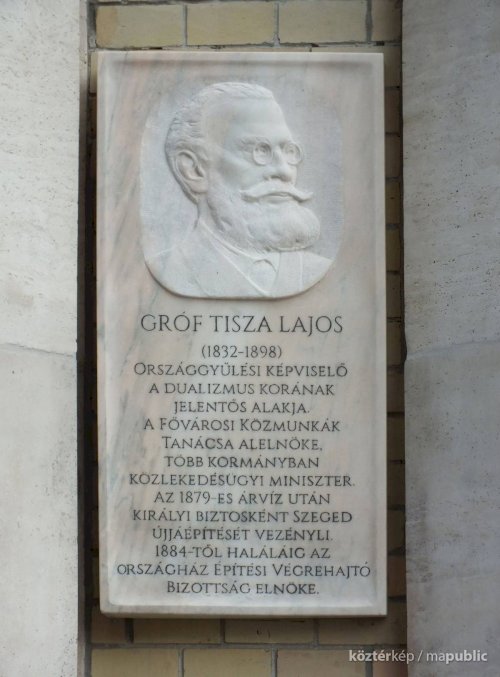 GRÓF TISZA LAJOS
(1832-1898)
ORSZÁGGYŰLÉSI KÉPVISELŐ
A DUALIZMUS KORÁNAK
JELENTŐS ALAKJA.
A FŐVÁROSI KÖZMUNKÁK
TANÁCSA ALELNÖKE,
TÖBB KORMÁNYBAN
KÖZLEKEDÉSÜGYI MINISZTER.
AZ 1879-ES ÁRVÍZ UTÁN
KIRÁLYI BIZTOSKÉNT SZEGED
ÚJJÁÉPÍTÉSÉT VEZÉNYLI.
1884-TŐL HALÁLÁIG AZ
ORSZÁGHÁZ ÉPÍTÉSI VÉGREHAJTÓ
BIZOTTSÁG ELNÖKE.
köztérkép / mapublic